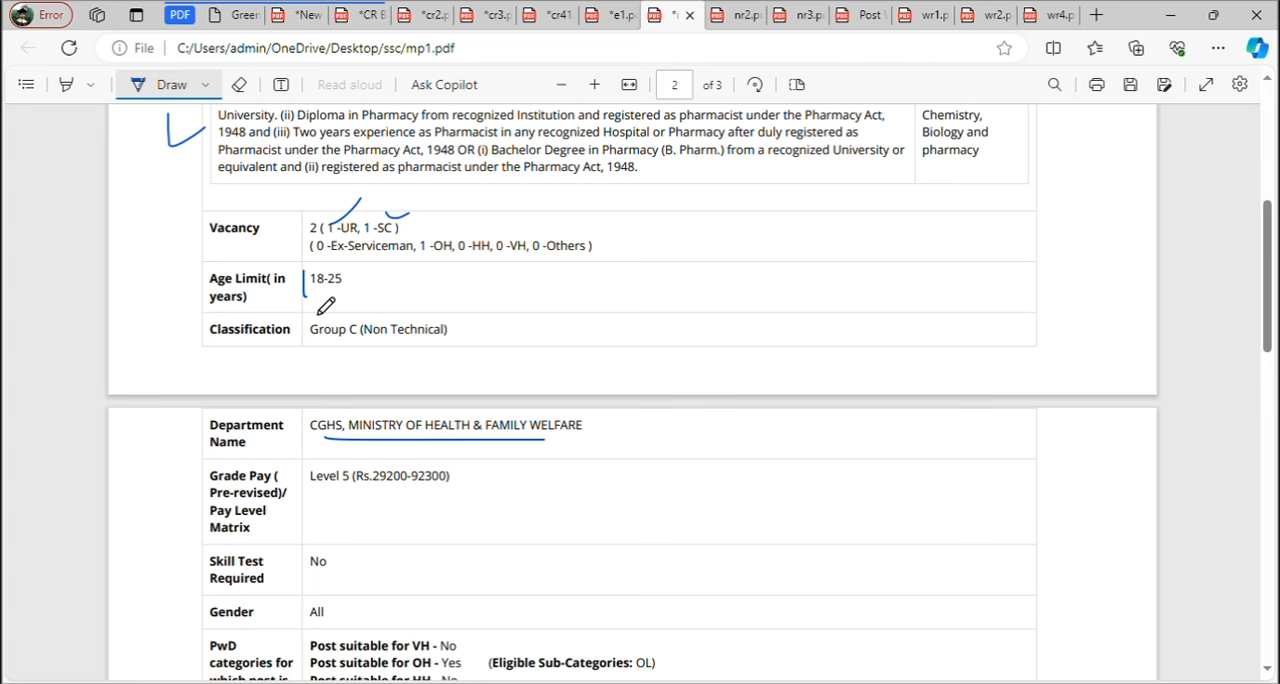 Error
PDF
Green
*New
*CR B
*cr2.p
*cr3.p
*cr41
*e1.p
nr2.p
nr3.p
Post
wr1.p
wr2.p
wr4.p
File
C:/Users/admin/OneDrive/Desktop/ssc/mp1.pdf
Draw
Read aloud
Ask Copilot
2 of 3
University. (ii) Diploma in Pharmacy from recognized Institution and registered as pharmacist under the Pharmacy Act,
1948 and (iii) Two years experience as Pharmacist in any recognized Hospital or Pharmacy after duly registered as
Pharmacist under the Pharmacy Act, 1948 OR (i) Bachelor Degree in Pharmacy (B. Pharm.) from a recognized University or
equivalent and (ii) registered as pharmacist under the Pharmacy Act, 1948.
Chemistry,
Biology and
pharmacy
Vacancy
2 ( 1 -UR, 1 -SC )
( 0 -Ex-Serviceman, 1 -OH, 0 -HH, 0 -VH, 0 -Others )
Age Limit( in
years)
18-25
Classification
Group C (Non Technical)
Department
Name
CGHS, MINISTRY OF HEALTH & FAMILY WELFARE
Grade Pay (
Pre-revised)/
Pay Level
Matrix
Level 5 (Rs.29200-92300)
Skill Test
Required
No
Gender
All
PwD
categories for
which post is
Post suitable for VH - No
Post suitable for OH - Yes (Eligible Sub-Categories: OL)
Post suitable for HH - No